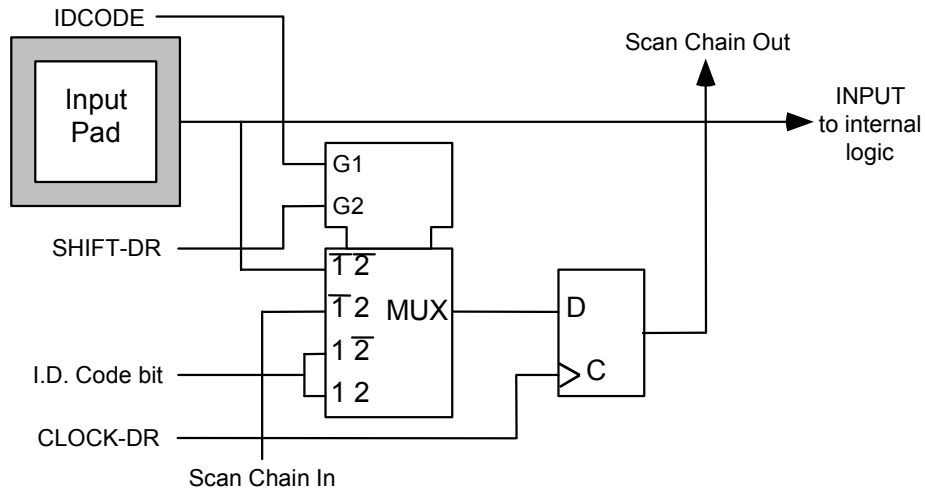 IDCODE
Scan Chain Out
Input
Pad
INPUT
to internal
logic
G1
G2
SHIFT-DR
1̅ 2̅
1̅ 2
MUX
D
1 2̅
I.D. Code bit
C
1 2
CLOCK-DR
Scan Chain In